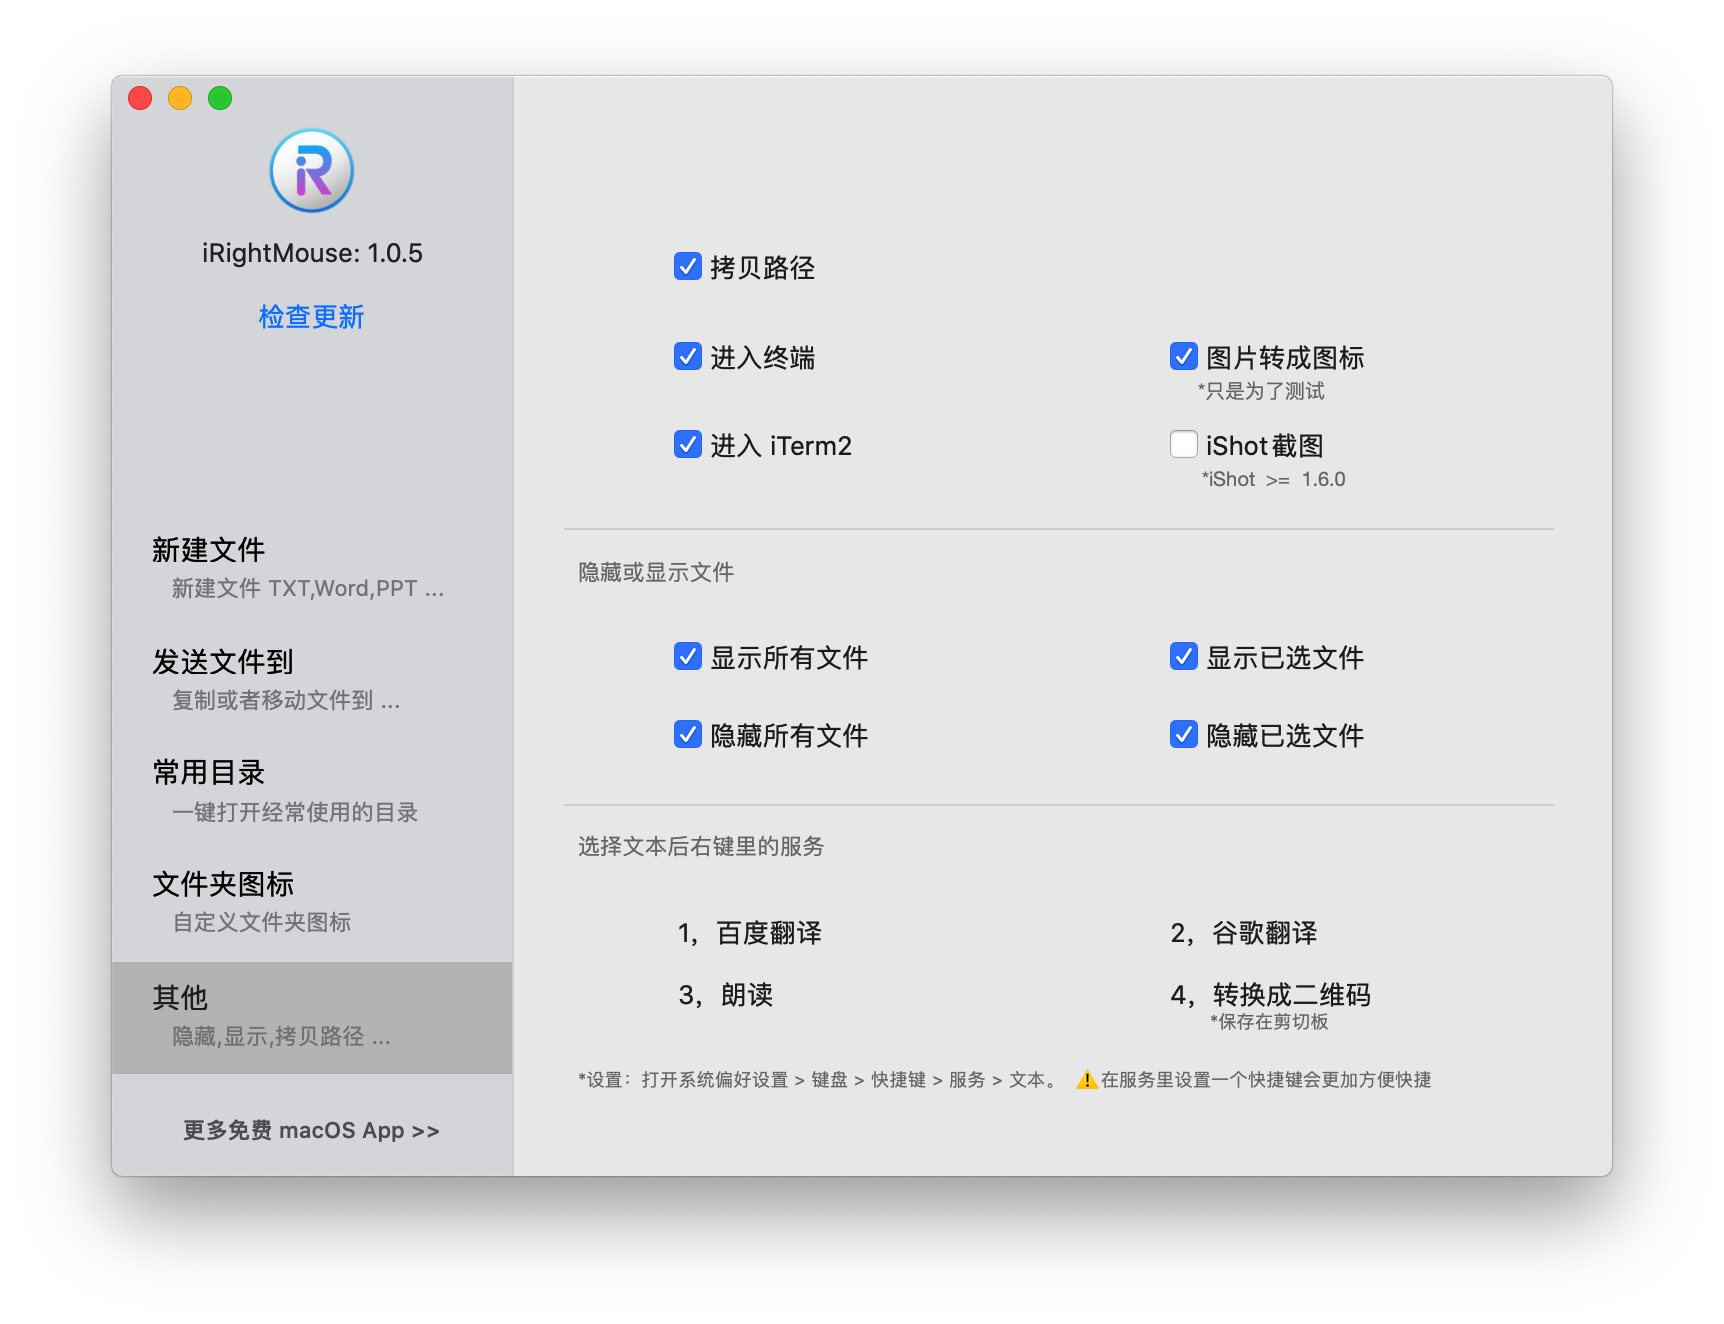 iR
iRightMouse: 1.0.5
检查更新
新建文件
新建文件 TXT,Word,PPT ...
发送文件到
复制或者移动文件到 ...
常用目录
一键打开经常使用的目录
文件夹图标
自定义文件夹图标
其他
隐藏,显示,拷贝路径 ...
更多免费 macOS App >>
拷贝路径
进入终端
图片转成图标
*只是为了测试
进入 iTerm2
iShot截图
*iShot >= 1.6.0
隐藏或显示文件
显示所有文件
显示已选文件
隐藏所有文件
隐藏已选文件
选择文本后右键里的服务
1，百度翻译
2，谷歌翻译
3，朗读
4，转换成二维码
*保存在剪切板
*设置：打开系统偏好设置 > 键盘 > 快捷键 > 服务 > 文本。 ⚠️在服务里设置一个快捷键会更加方便快捷